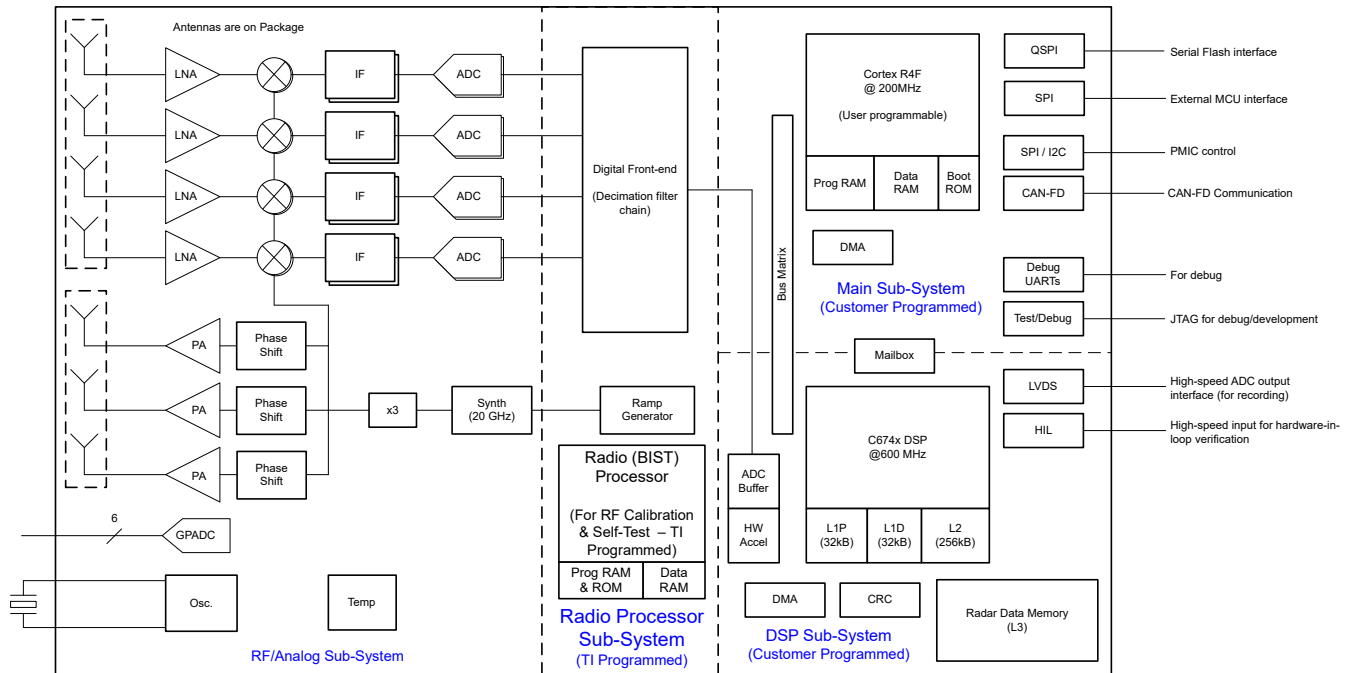 Antennas are on Package
LNA
IF
ADC
LNA
IF
ADC
LNA
IF
ADC
LNA
IF
ADC
PA
Phase
Shift
PA
Phase
Shift
PA
Phase
Shift
x3
Synth
(20 GHz)
6
GPADC
Osc.
Temp
RF/Analog Sub-System
Digital Front-end
(Decimation filter
chain)
Ramp
Generator
Radio (BIST)
Processor
(For RF Calibration
& Self-Test – TI
Programmed)
Prog RAM
& ROM
Data
RAM
Radio Processor
Sub-System
(TI Programmed)
Cortex R4F
@ 200MHz
(User programmable)
Prog RAM
Data
RAM
Boot
ROM
DMA
Main Sub-System
(Customer Programmed)
Bus Matrix
Mailbox
QSPI
Serial Flash interface
SPI
External MCU interface
SPI / I2C
PMIC control
CAN-FD
CAN-FD Communication
Debug
UARTs
For debug
Test/Debug
JTAG for debug/development
LVDS
High-speed ADC output
interface (for recording)
HIL
High-speed input for hardware-in-
loop verification
C674x DSP
@600 MHz
L1P
(32kB)
L1D
(32kB)
L2
(256kB)
ADC
Buffer
HW
Accel
DMA
CRC
Radar Data Memory
(L3)
DSP Sub-System
(Customer Programmed)